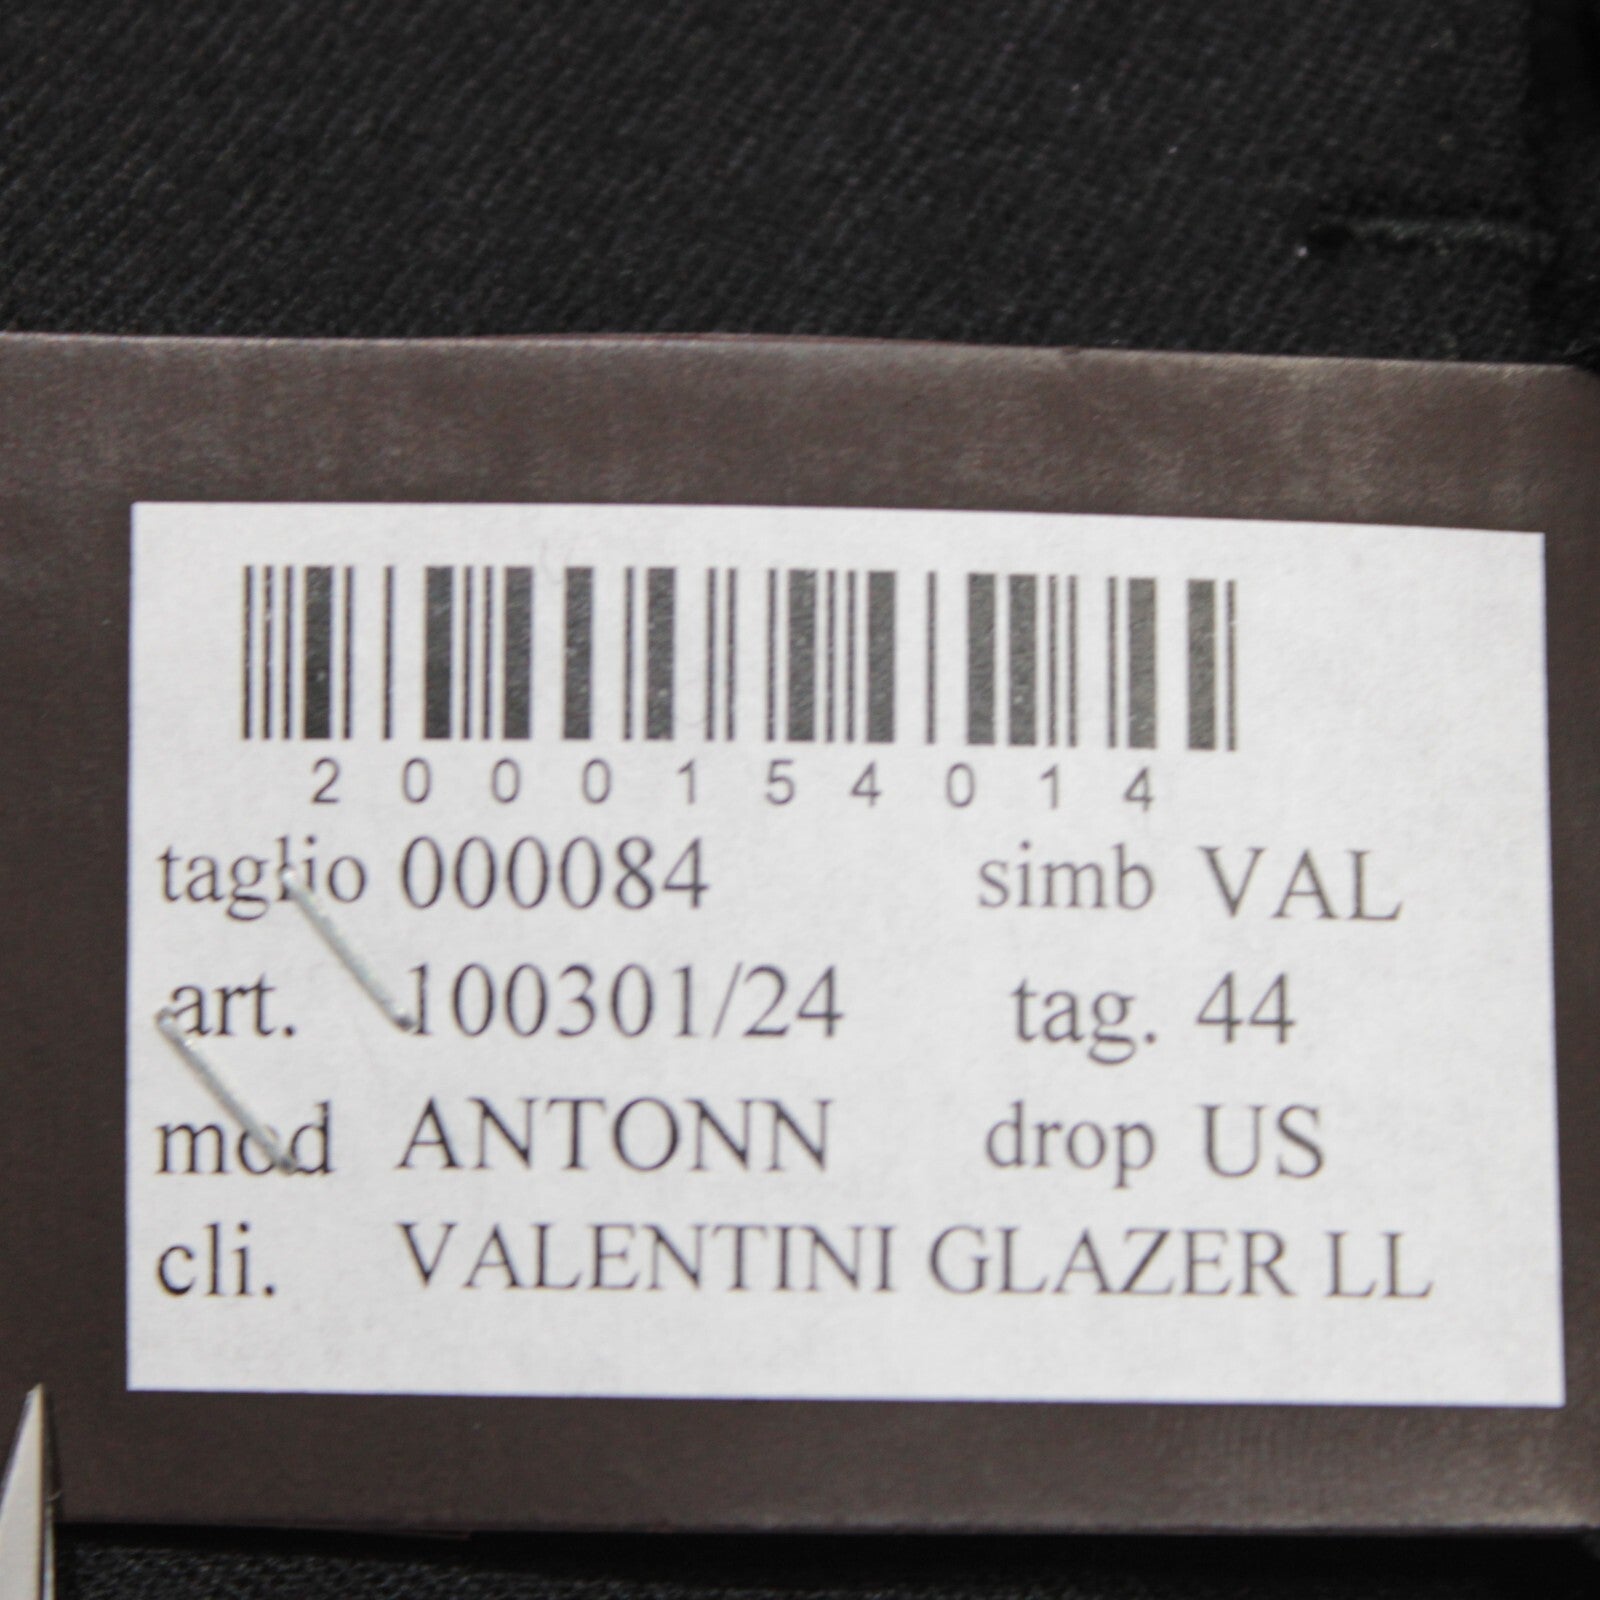 2000154014
taglio 000084 simb VAL
art. 100301/24 tag. 44
mod ANTONN drop US
cli. VALENTINI GLAZER LL